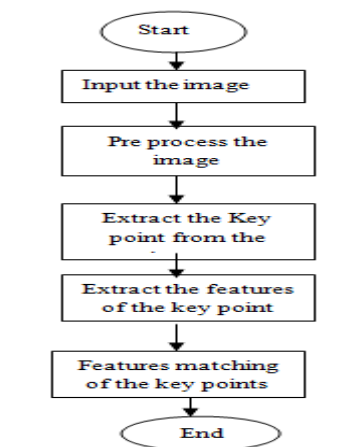 Start
Input the image
Pre process the
image
Extract the Key
point from the
Extract the features
of the key point
Features matching
of the key points
End